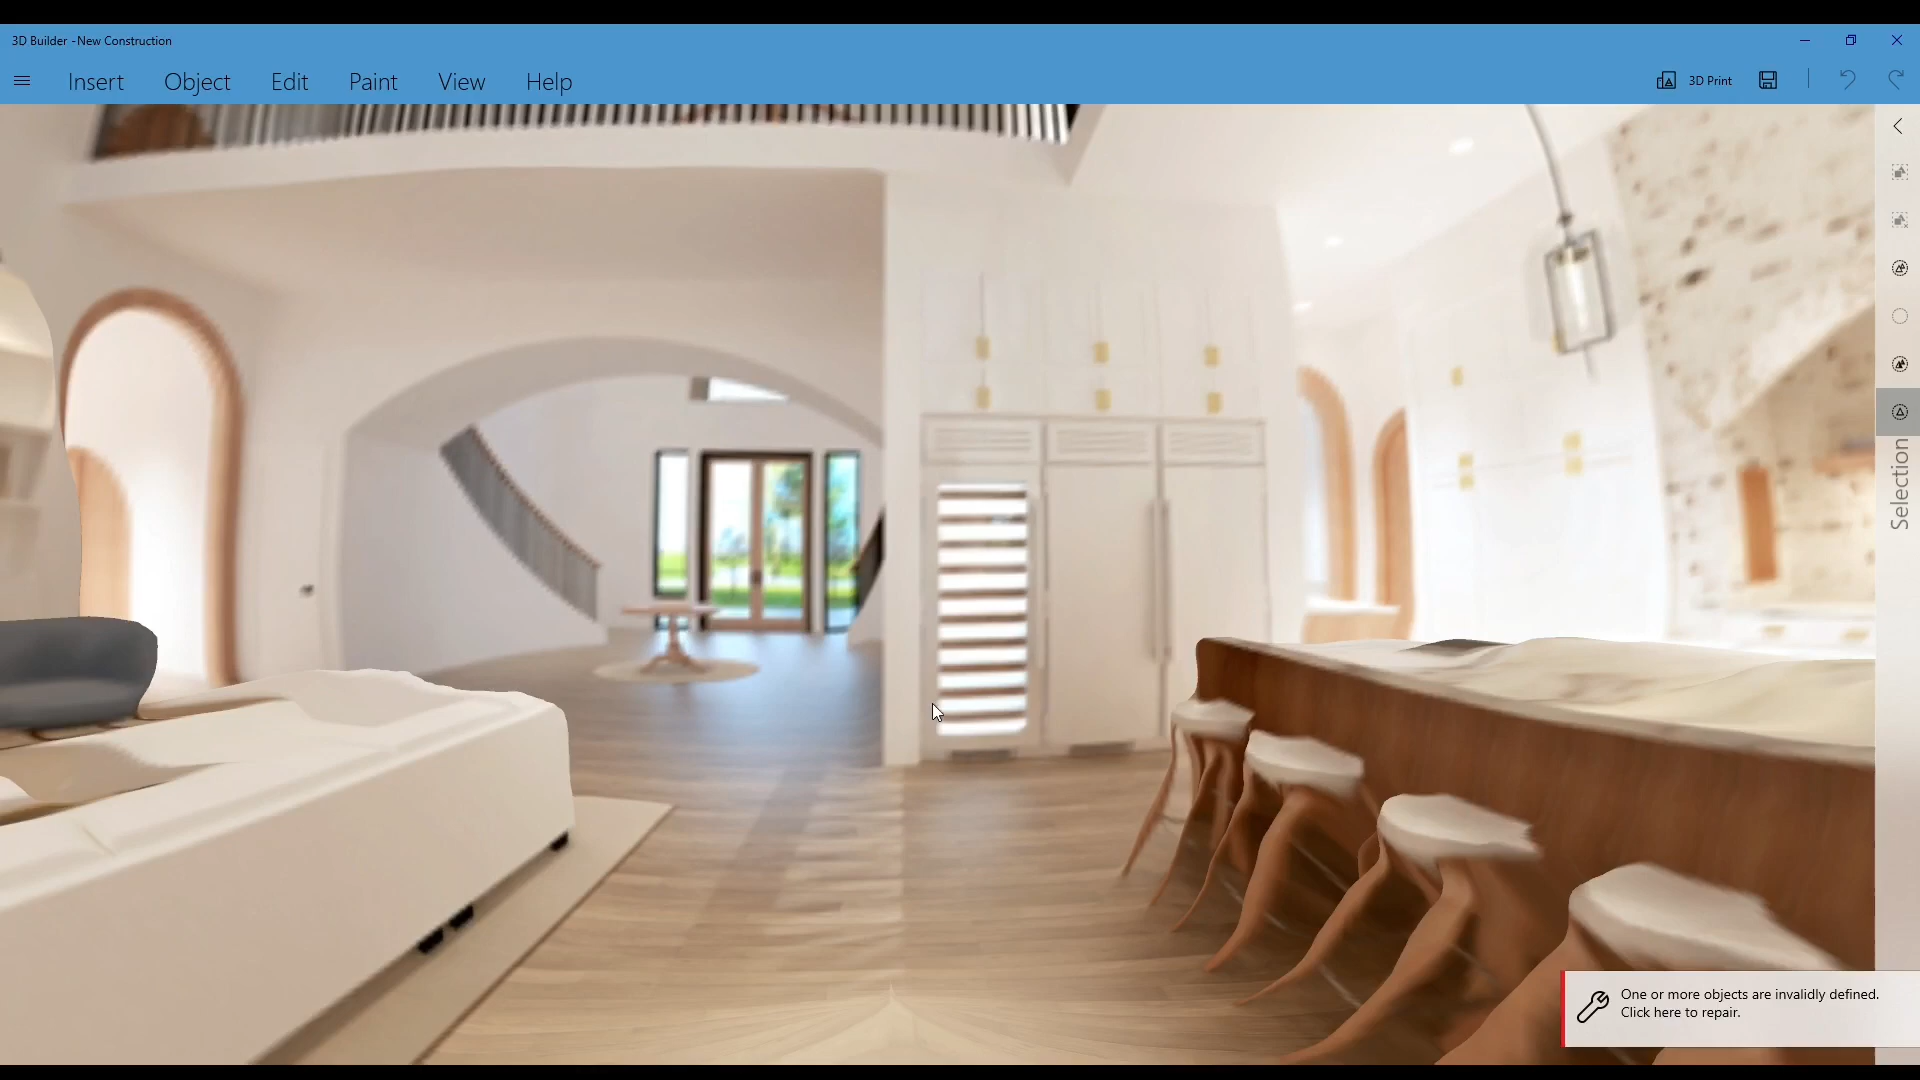 3D Builder -New Construction
Insert
Object
Edit
Paint
View
Help
3D Print
Selection
One or more objects are invalidly defined.
Click here to repair.